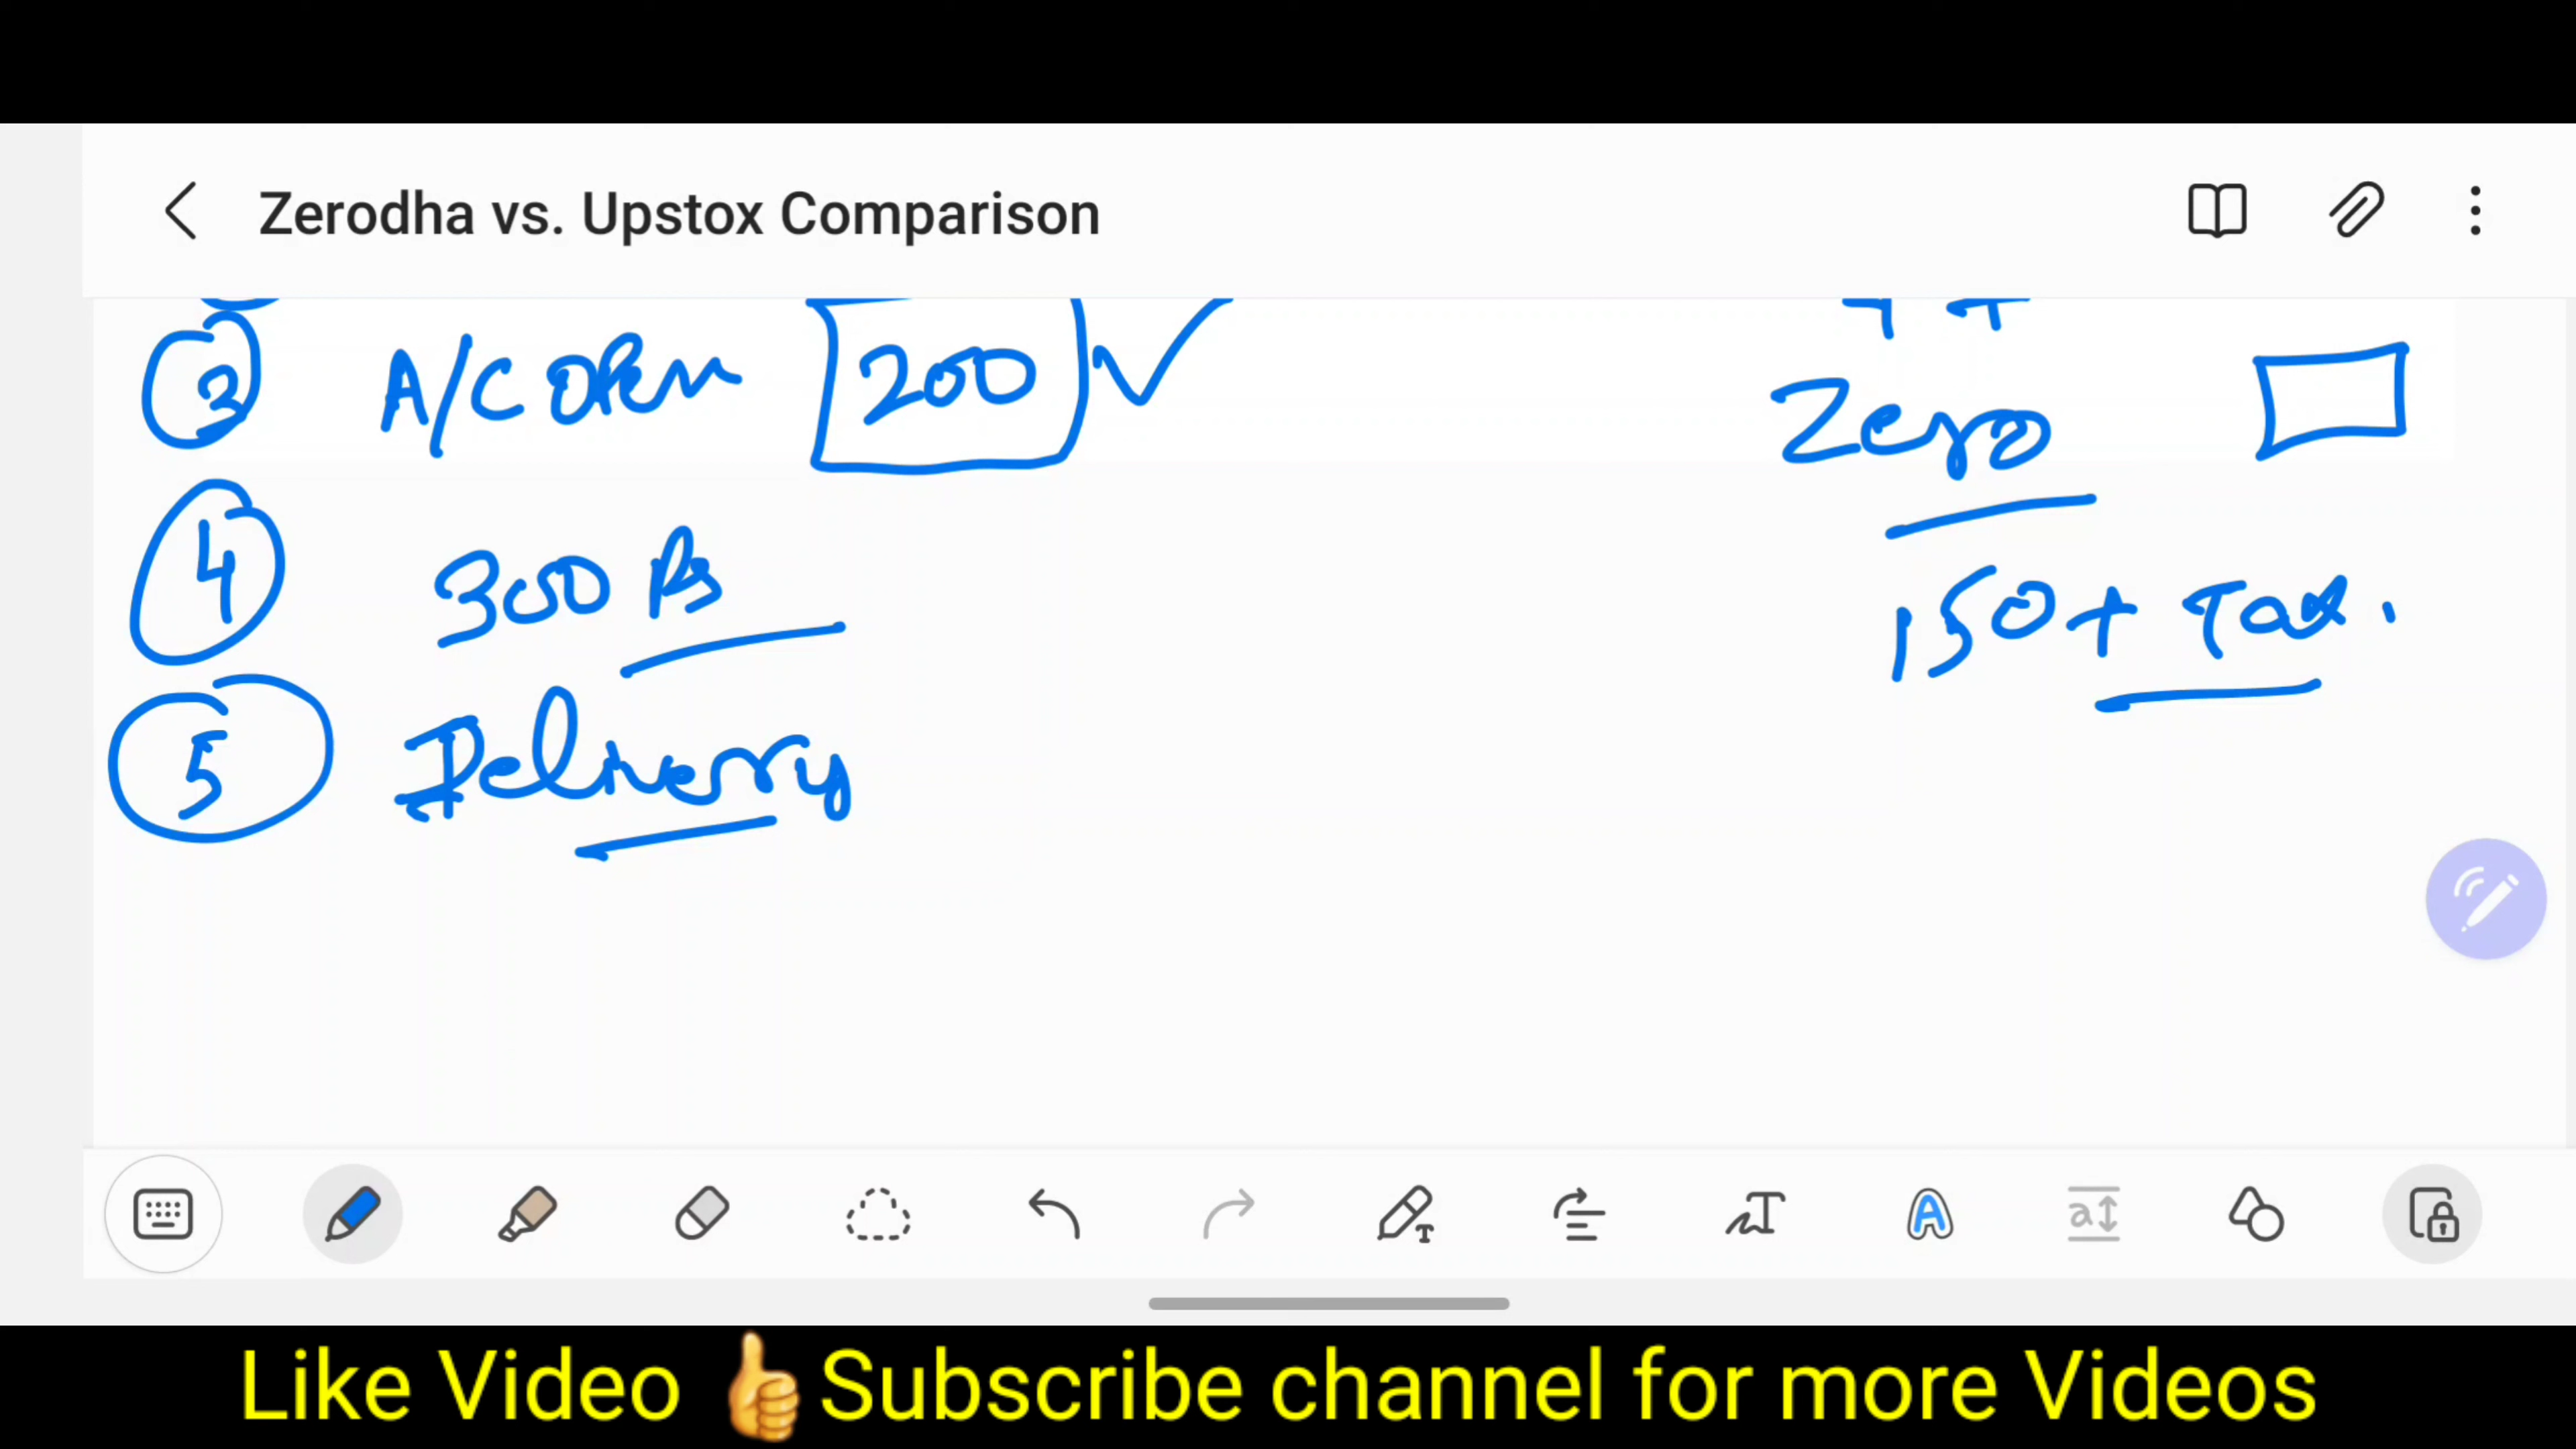 Zerodha vs. Upstox Comparison
3 A/C OPen 200 Zero
4 300 Rs 150 + Tax.
5 Delivery
Like Video 👍 Subscribe channel for more Videos